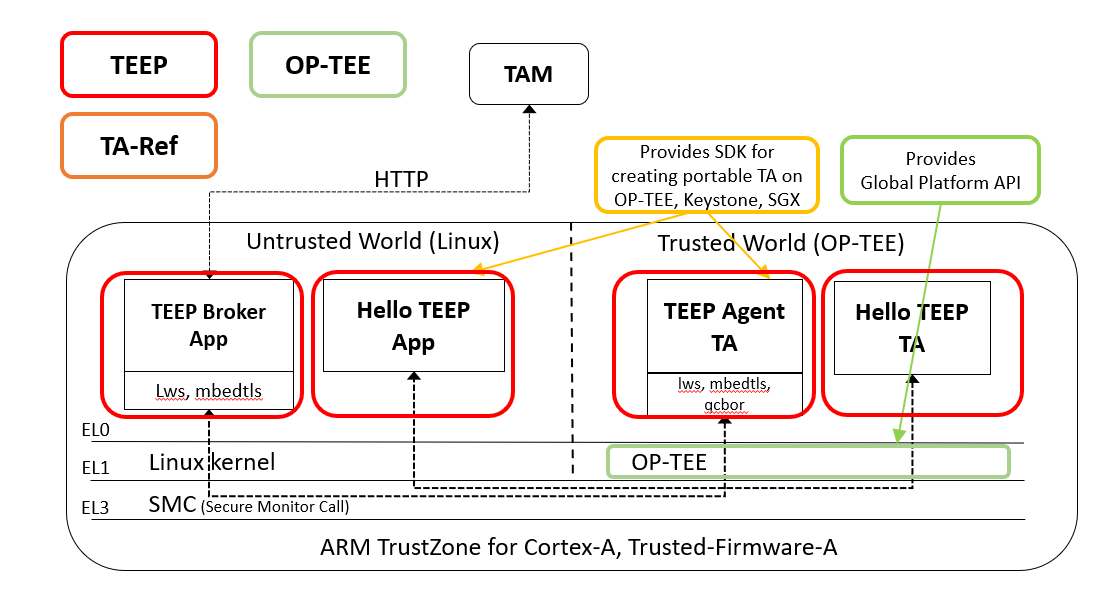 TEEP
OP-TEE
TAM
TA-Ref
HTTP
Provides SDK for
creating portable TA on
OP-TEE, Keystone, SGX
Provides
Global Platform API
Untrusted World (Linux)
Trusted World (OP-TEE)
TEEP Broker
App
Lws, mbedtls
Hello TEEP
App
TEEP Agent
TA
lws, mbedtls,
qcbor
Hello TEEP
TA
EL0
EL1
Linux kernel
OP-TEE
EL3
SMC (Secure Monitor Call)
ARM TrustZone for Cortex-A, Trusted-Firmware-A